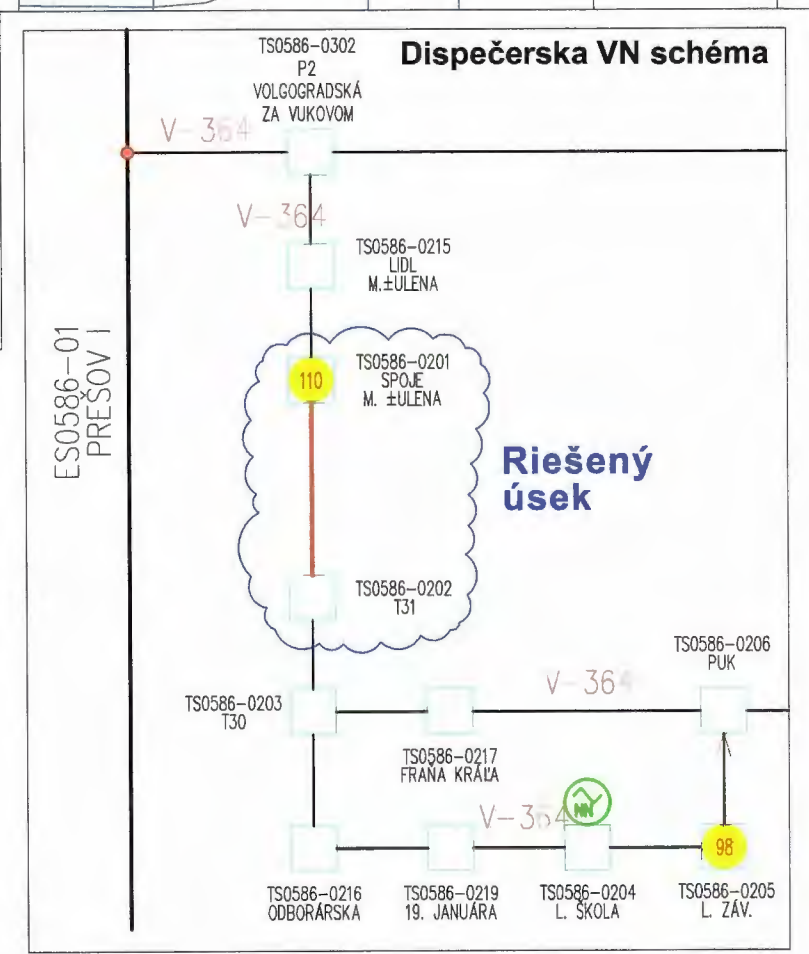 Dispečerska VN schéma
TS0586-0302
P2
VOLGOGRADSKÁ
ZA VUKOVOM
V-364
V-364
TS0586-0215
LIDL
M.±ULENA
ES0586-01
PREŠOV I
TS0586-0201
SPOJE
M. ±ULENA
110
Riešený
úsek
TS0586-0202
T31
TS0586-0206
PUK
V-364
TS0586-0203
T30
TS0586-0217
FRAŇA KRÁĽA
NN
V-364
98
TS0586-0216
ODBORÁRSKA
TS0586-0219
19. JANUÁRA
TS0586-0204
L. ŠKOLA
TS0586-0205
L. ZÁV.